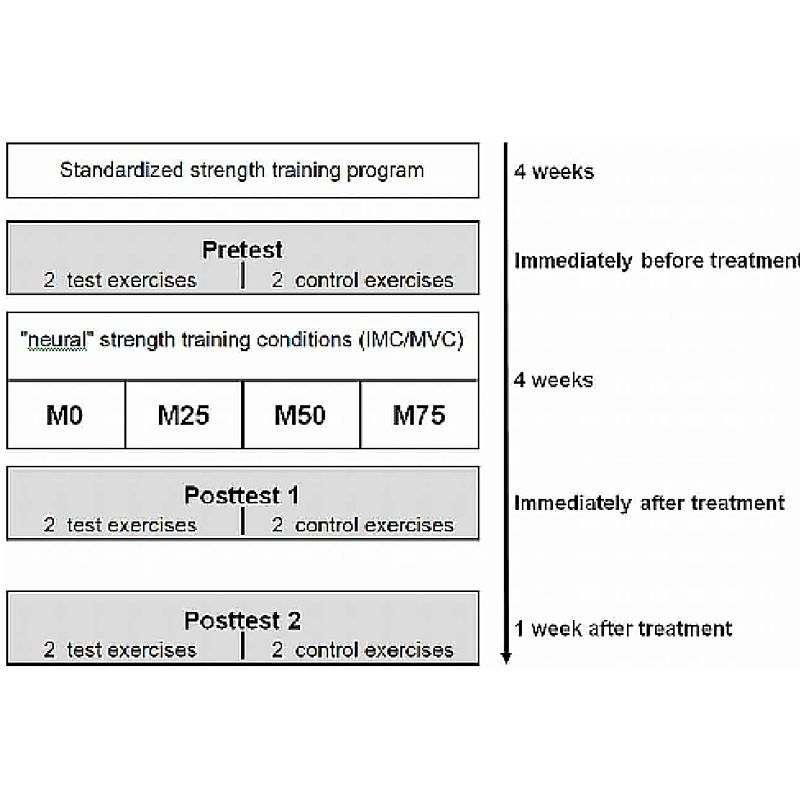 Standardized strength training program
4 weeks
Pretest
2 test exercises
2 control exercises
Immediately before treatment
"neural" strength training conditions (IMC/MVC)
4 weeks
M0
M25
M50
M75
Posttest 1
2 test exercises
2 control exercises
Immediately after treatment
Posttest 2
2 test exercises
2 control exercises
1 week after treatment